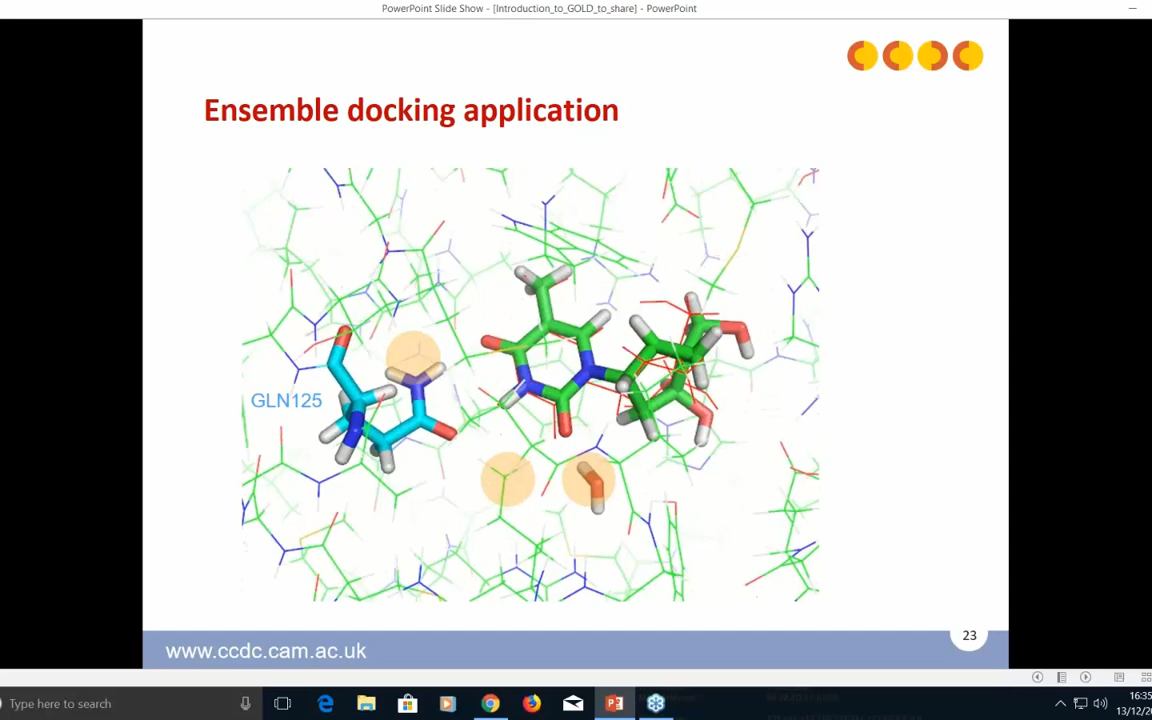 PowerPoint Slide Show - [Introduction_to_GOLD_to_share] - PowerPoint
Ensemble docking application
GLN125
www.ccdc.cam.ac.uk
23
Type here to search
16:35
13/12/20